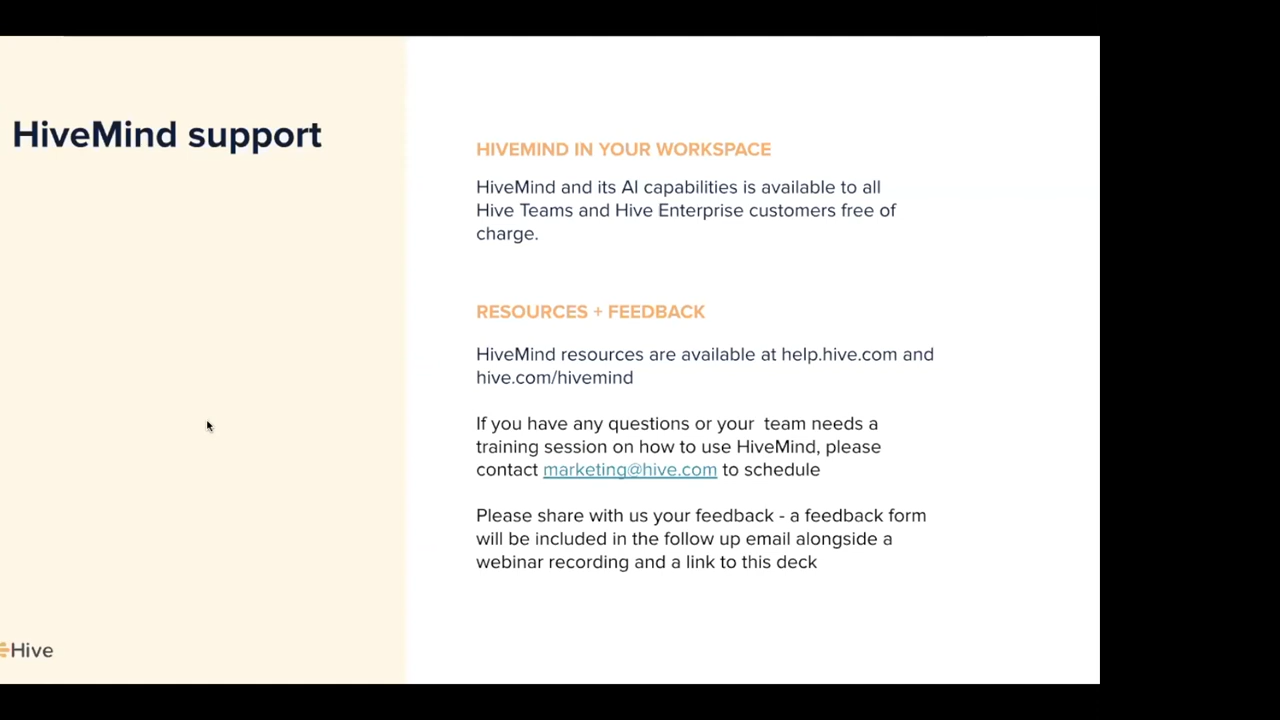 HiveMind support
HIVEMIND IN YOUR WORKSPACE
HiveMind and its AI capabilities is available to all
Hive Teams and Hive Enterprise customers free of
charge.
RESOURCES + FEEDBACK
HiveMind resources are available at help.hive.com and
hive.com/hivemind
If you have any questions or your  team needs a
training session on how to use HiveMind, please
contact marketing@hive.com to schedule
Please share with us your feedback - a feedback form
will be included in the follow up email alongside a
webinar recording and a link to this deck
Hive